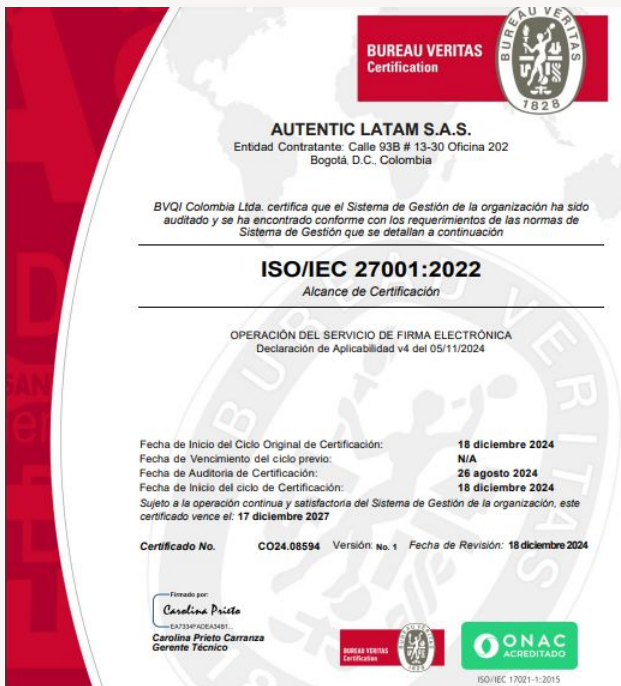 BUREAU VERITAS
Certification
BUREAU VERITAS
1828
AUTENTIC LATAM S.A.S.
Entidad Contratante: Calle 93B # 13-30 Oficina 202
Bogotá, D.C., Colombia
BVQI Colombia Ltda. certifica que el Sistema de Gestión de la organización ha sido
auditado y se ha encontrado conforme con los requerimientos de las normas de
Sistema de Gestión que se detallan a continuación
ISO/IEC 27001:2022
Alcance de Certificación
OPERACIÓN DEL SERVICIO DE FIRMA ELECTRÓNICA
Declaración de Aplicabilidad v4 del 05/11/2024
Fecha de Inicio del Ciclo Original de Certificación: 18 diciembre 2024
Fecha de Vencimiento del ciclo previo: N/A
Fecha de Auditoria de Certificación: 26 agosto 2024
Fecha de Inicio del ciclo de Certificación: 18 diciembre 2024
Sujeto a la operación continua y satisfactoria del Sistema de Gestión de la organización, este
certificado vence el: 17 diciembre 2027
Certificado No. CO24.08594 Versión: No. 1 Fecha de Revisión: 18 diciembre 2024
Firmado por:
Carolina Prieto
EA7334FADEA34B1...
Carolina Prieto Carranza
Gerente Técnico
BUREAU VERITAS
Certification
ONAC
ACREDITADO
ISO/IEC 17021-1:2015